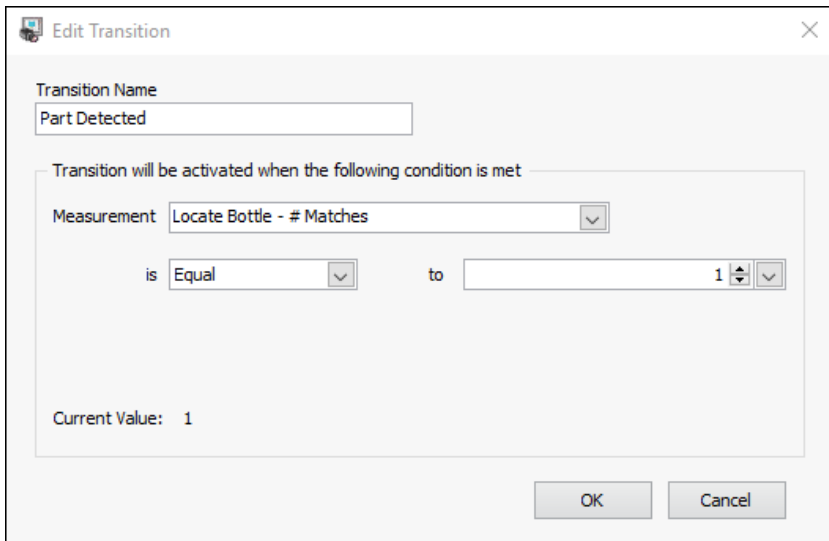 Edit Transition
Transition Name
Part Detected
Transition will be activated when the following condition is met
Measurement Locate Bottle - # Matches
is Equal to 1
Current Value: 1
OK Cancel